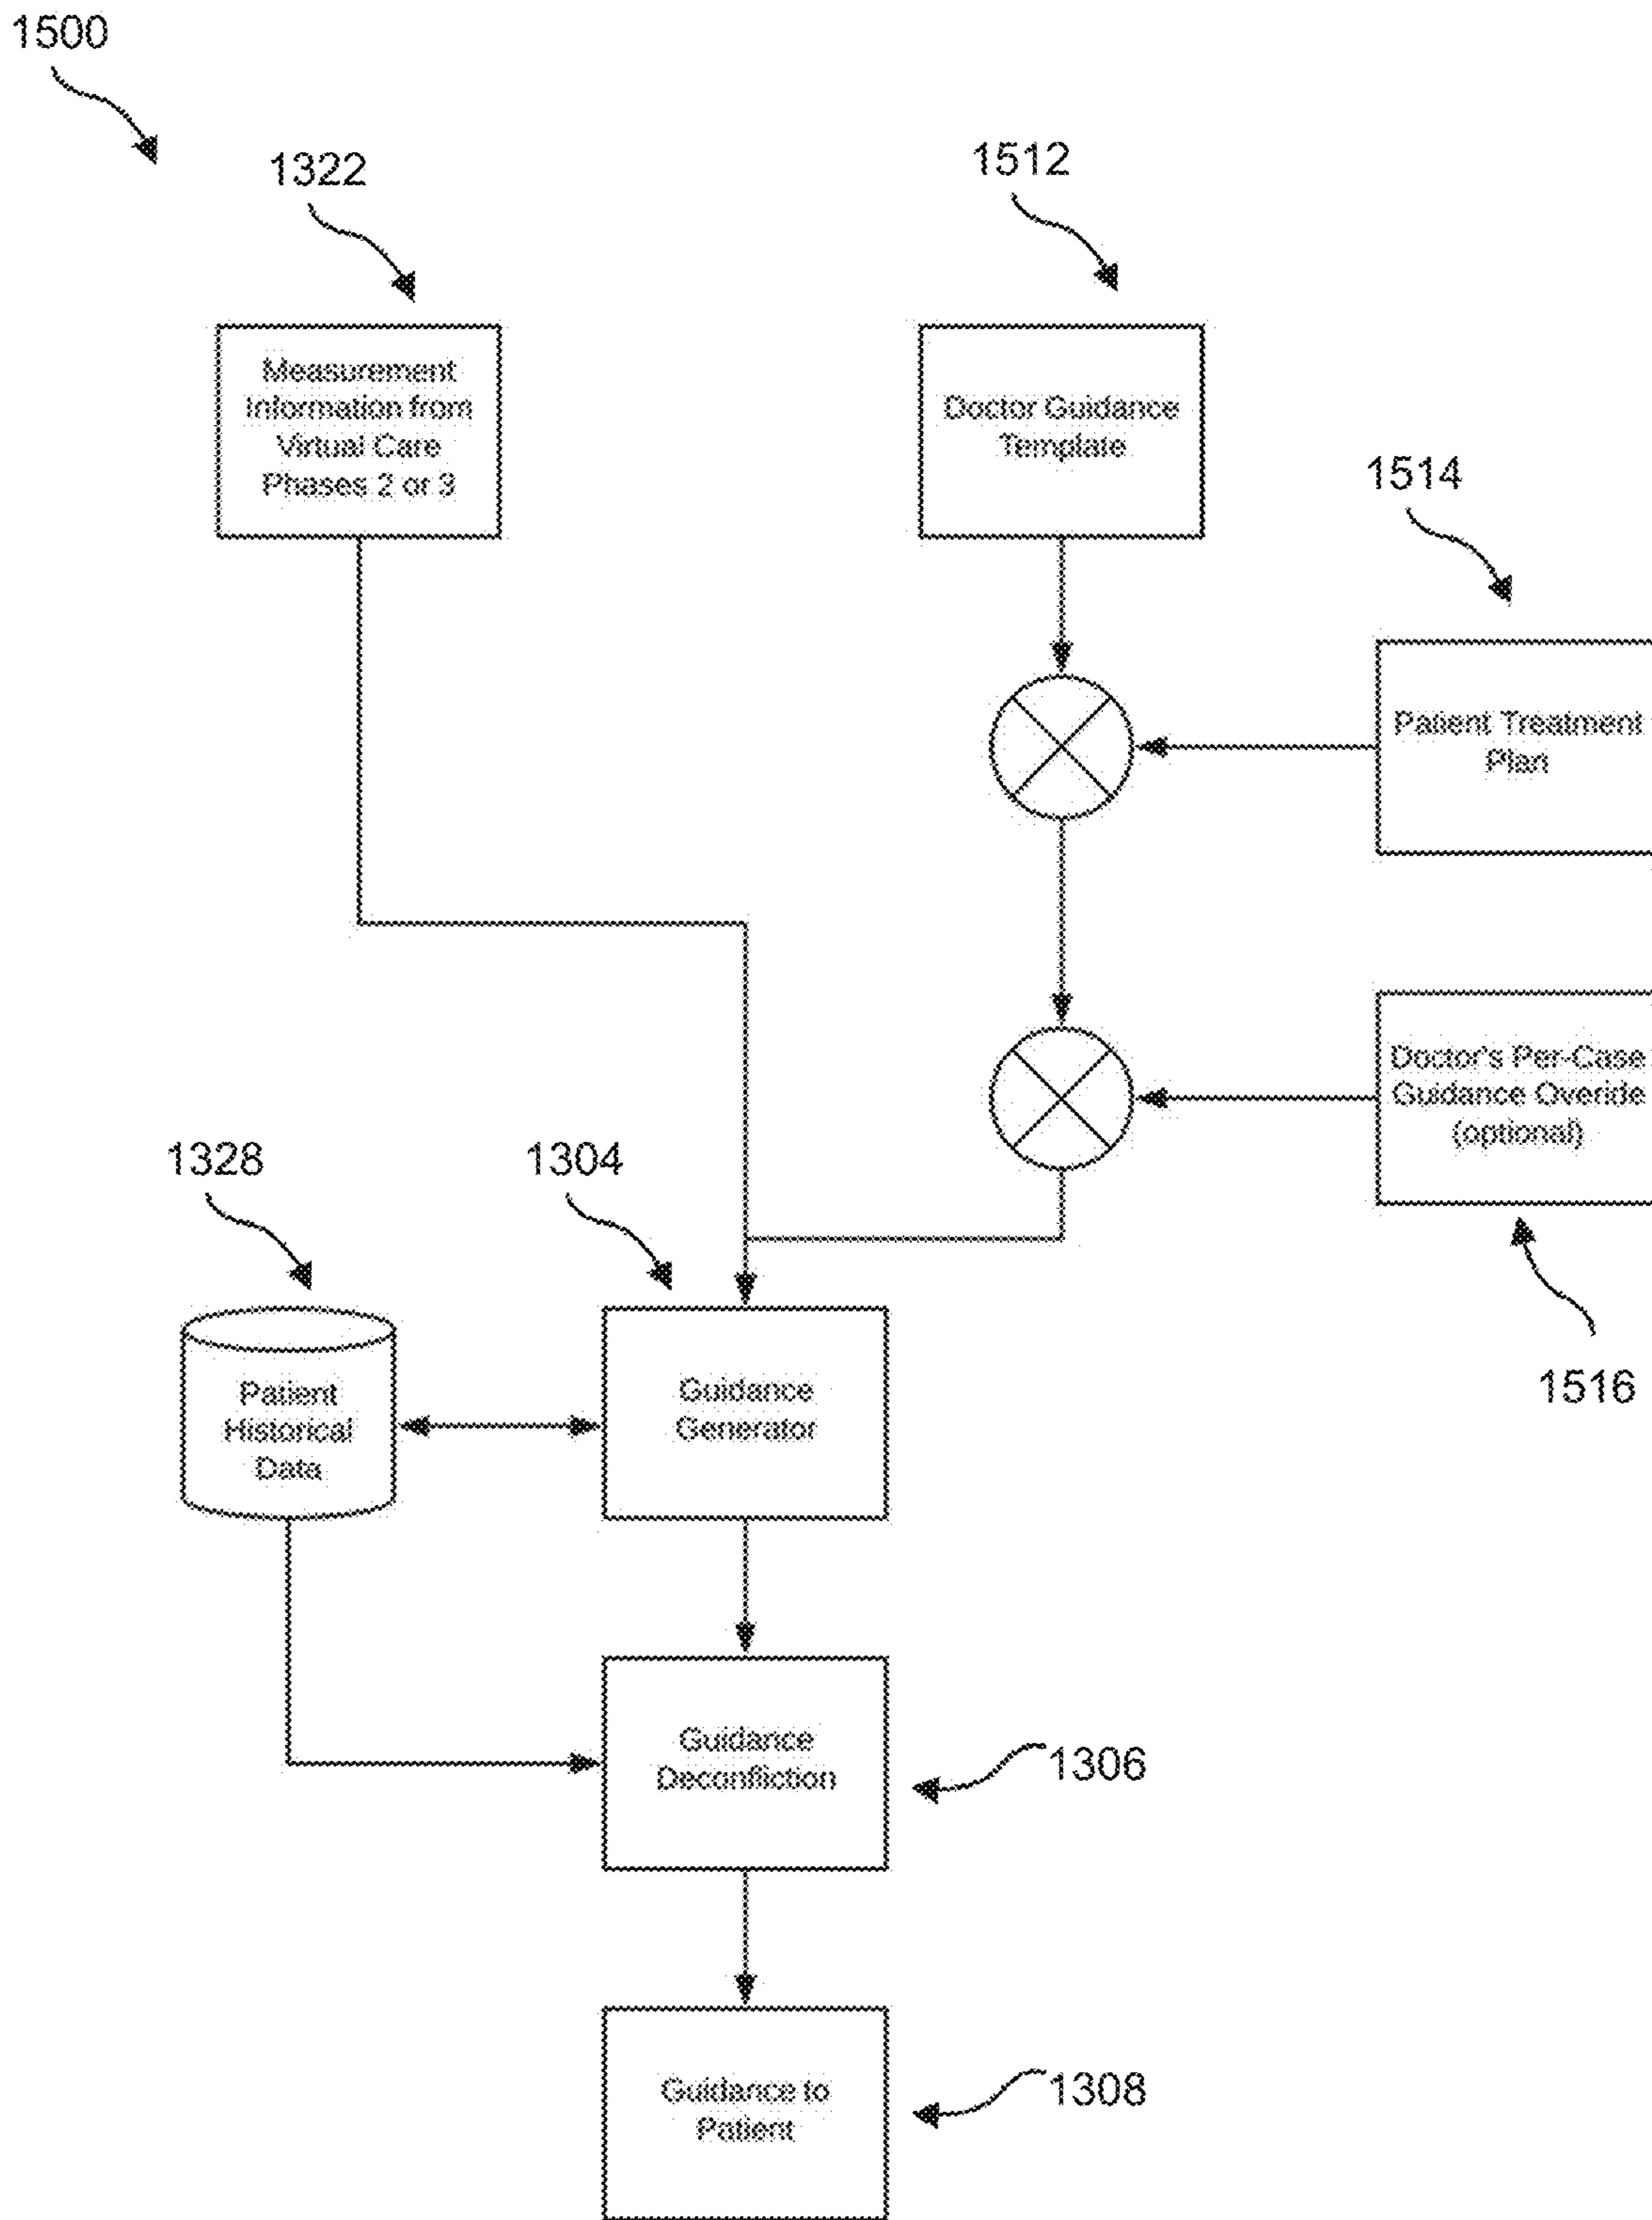 1500
1322
1512
Measurement
Information from
Virtual Care
Phases 2 or 3
Doctor Guidance
Template
1514
Patient Treatment
Plan
Doctor's Per-Case
Guidance Overide
(optional)
1516
1328
1304
Patient
Historical
Data
Guidance
Generator
Guidance
Deconfliction
1306
Guidance to
Patient
1308